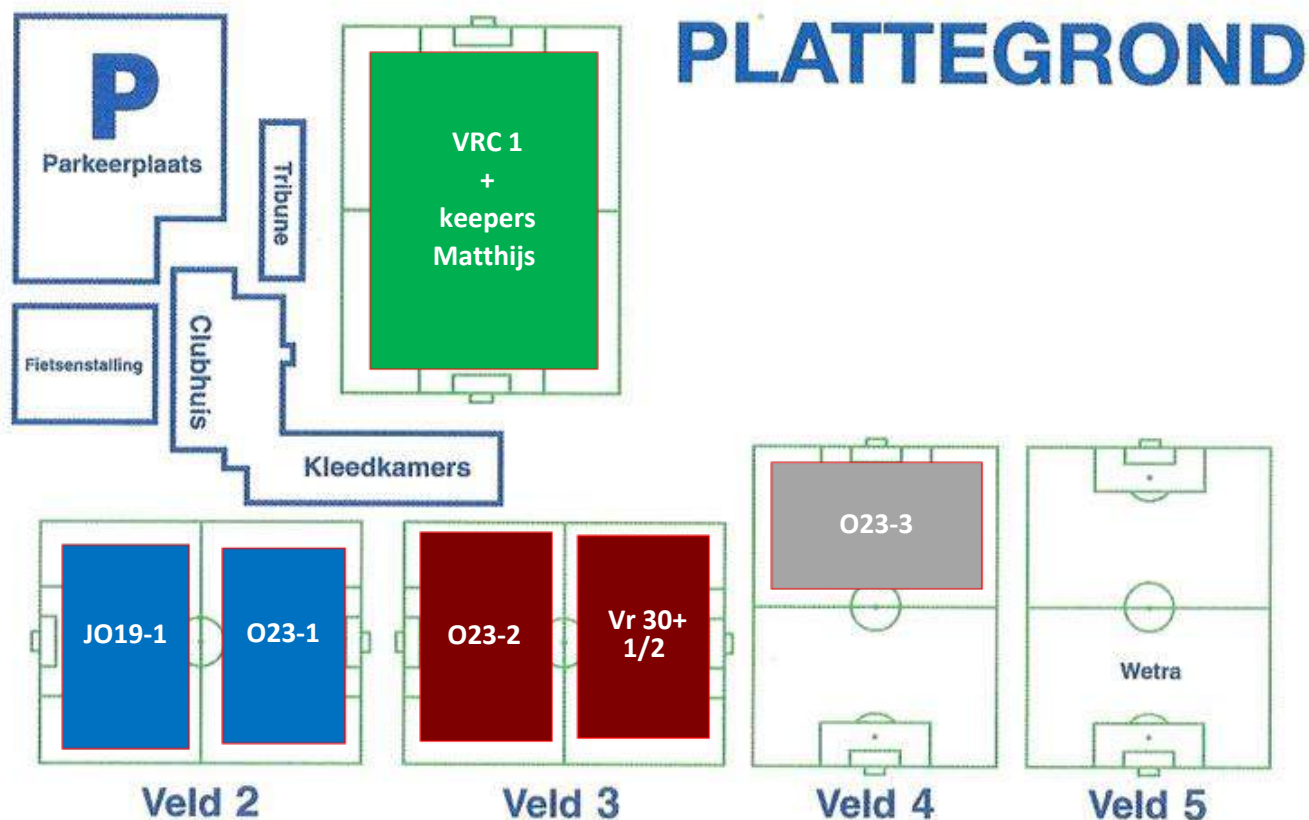 PLATTEGROND
P
Parkeerplaats
Tribune
VRC 1
+
keepers
Matthijs
Fietsenstalling
Clubhuis
Kleedkamers
JO19-1
O23-1
O23-2
Vr 30+
1/2
O23-3
Wetra
Veld 2
Veld 3
Veld 4
Veld 5